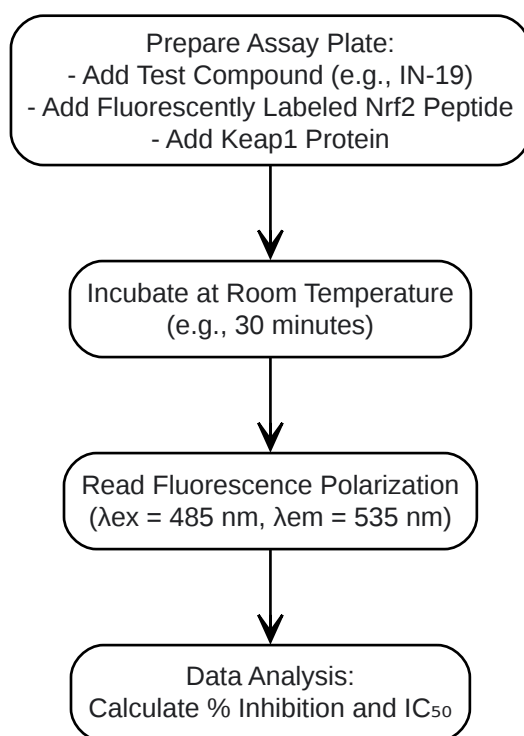 Prepare Assay Plate:
- Add Test Compound (e.g., IN-19)
- Add Fluorescently Labeled Nrf2 Peptide
- Add Keap1 Protein
Incubate at Room Temperature
(e.g., 30 minutes)
Read Fluorescence Polarization
(λex = 485 nm, λem = 535 nm)
Data Analysis:
Calculate % Inhibition and IC₅₀